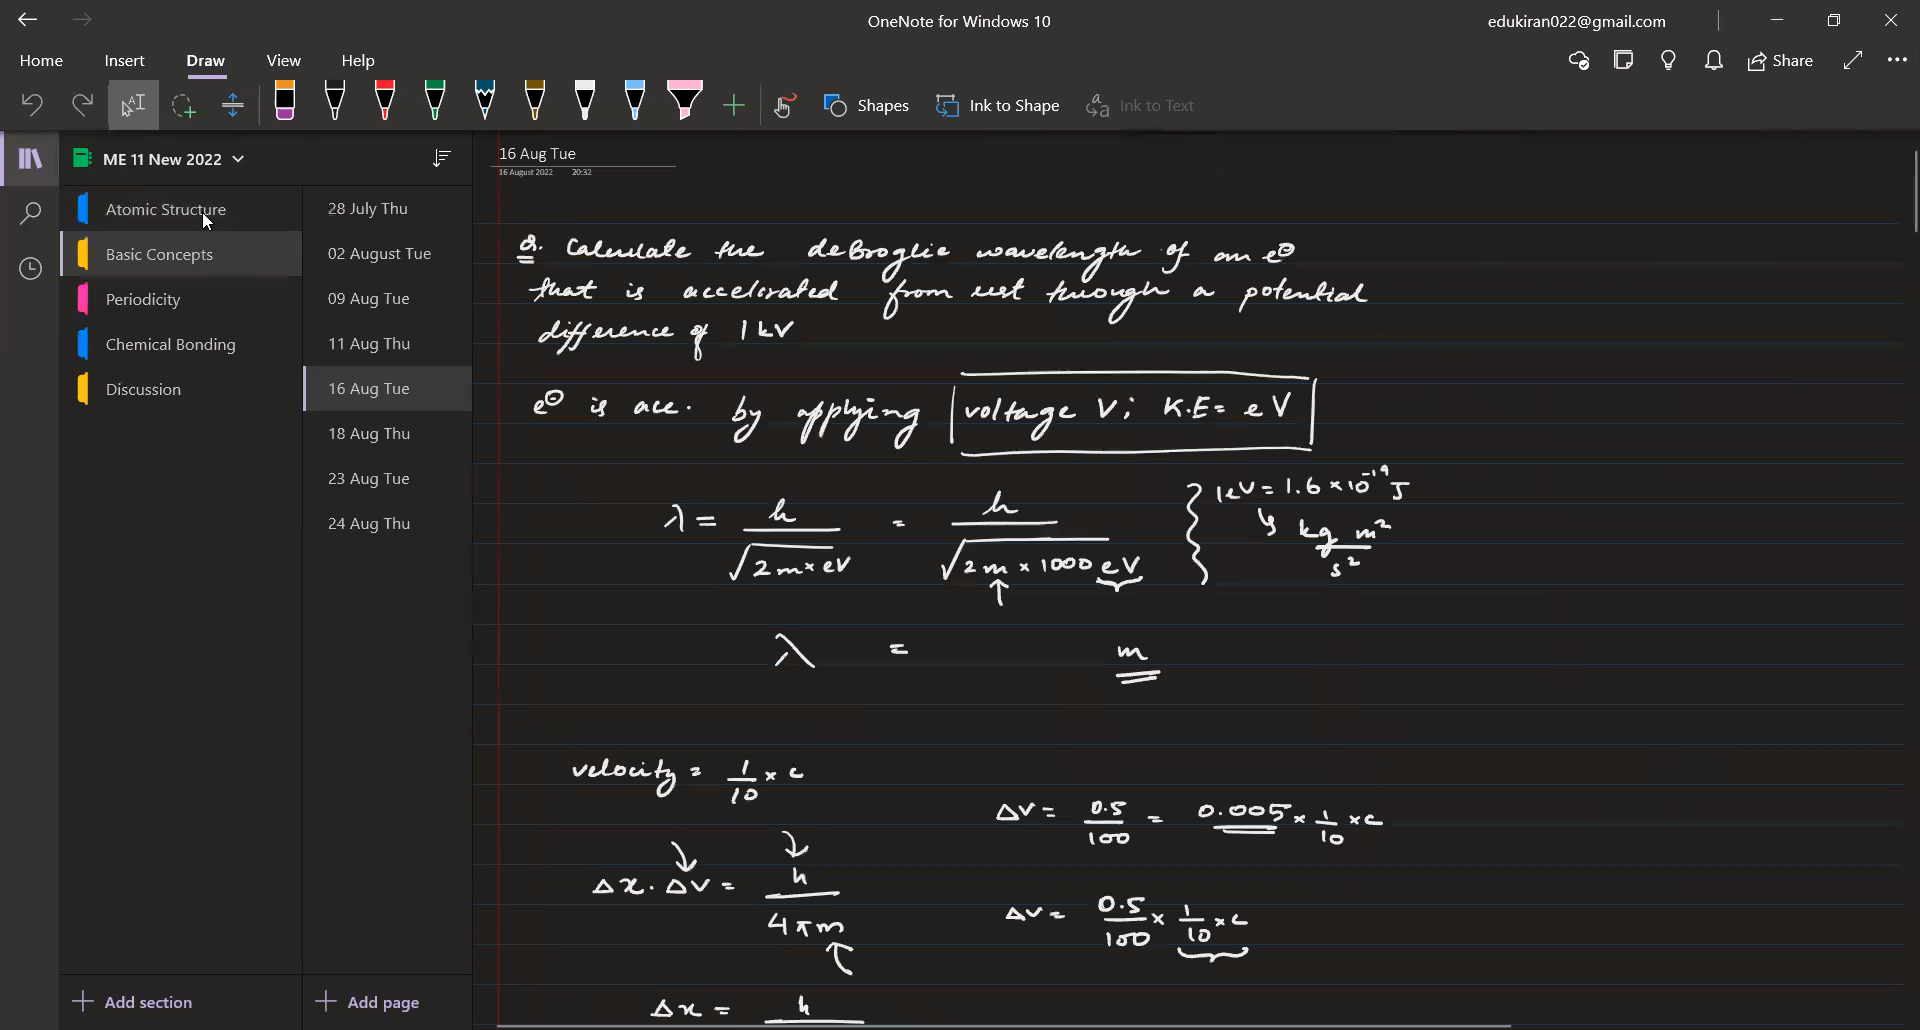 OneNote for Windows 10
edukiran022@gmail.com
Home
Insert
Draw
View
Help
Share
Shapes
Ink to Shape
Ink to Text
ME 11 New 2022
Atomic Structure
Basic Concepts
Periodicity
Chemical Bonding
Discussion
Add section
28 July Thu
02 August Tue
09 Aug Tue
11 Aug Thu
16 Aug Tue
18 Aug Thu
23 Aug Tue
24 Aug Thu
Add page
16 Aug Tue
16 August 2022 20:32
Q. Calculate the deBroglie wavelength of an e⊖
that is accelerated from rest through a potential
difference of 1 kV
e⊖ is acc. by applying voltage V; K.E = eV
λ = h/√(2m×eV) = h/√(2m × 1000 eV)
1eV = 1.6 × 10⁻¹⁹ J
kg m²/s²
λ = m
velocity = 1/10 × c
ΔV = 0.5/100 = 0.005 × 1/10 × c
Δx. ΔV = h/4πm
ΔV = 0.5/100 × 1/10 × c
Δx = h